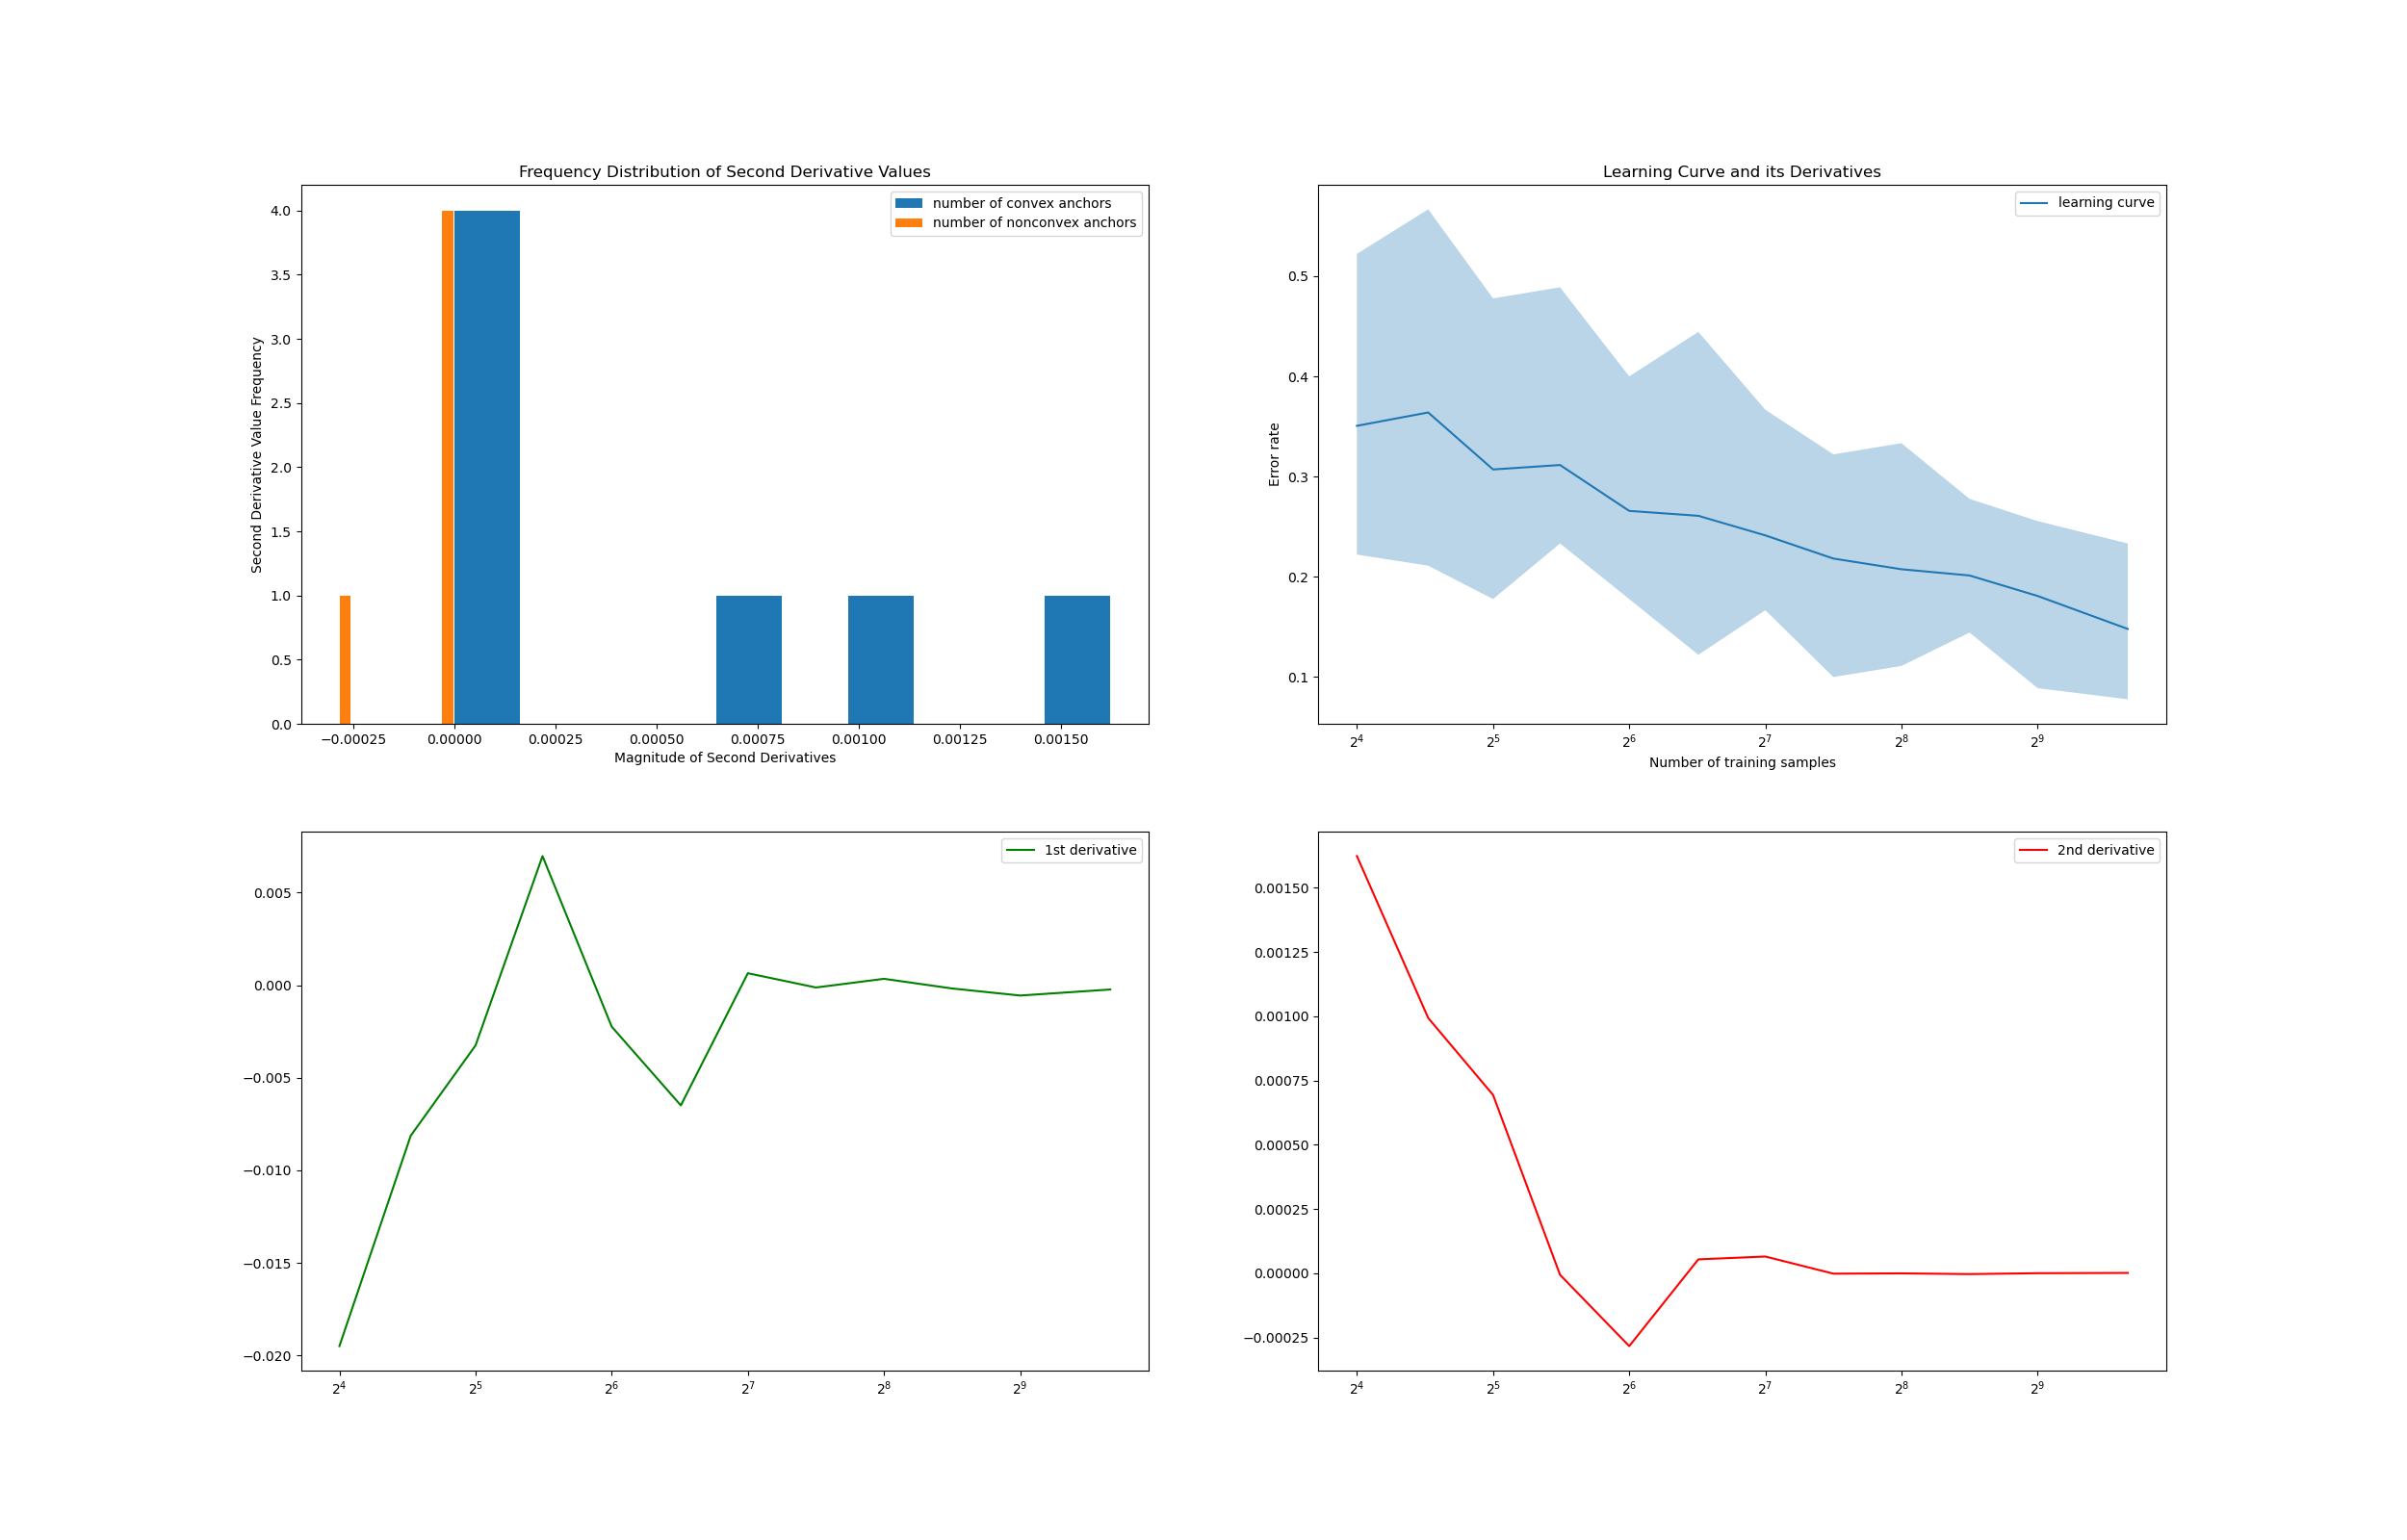 Frequency Distribution of Second Derivative Values
number of convex anchors
number of nonconvex anchors
4.0
3.5
3.0
2.5
2.0
1.5
1.0
0.5
0.0
Second Derivative Value Frequency
−0.00025 0.00000 0.00025 0.00050 0.00075 0.00100 0.00125 0.00150
Magnitude of Second Derivatives
Learning Curve and its Derivatives
learning curve
0.5
0.4
0.3
0.2
0.1
Error rate
2⁴ 2⁵ 2⁶ 2⁷ 2⁸ 2⁹
Number of training samples
1st derivative
0.005
0.000
−0.005
−0.010
−0.015
−0.020
2⁴ 2⁵ 2⁶ 2⁷ 2⁸ 2⁹
2nd derivative
0.00150
0.00125
0.00100
0.00075
0.00050
0.00025
0.00000
−0.00025
2⁴ 2⁵ 2⁶ 2⁷ 2⁸ 2⁹